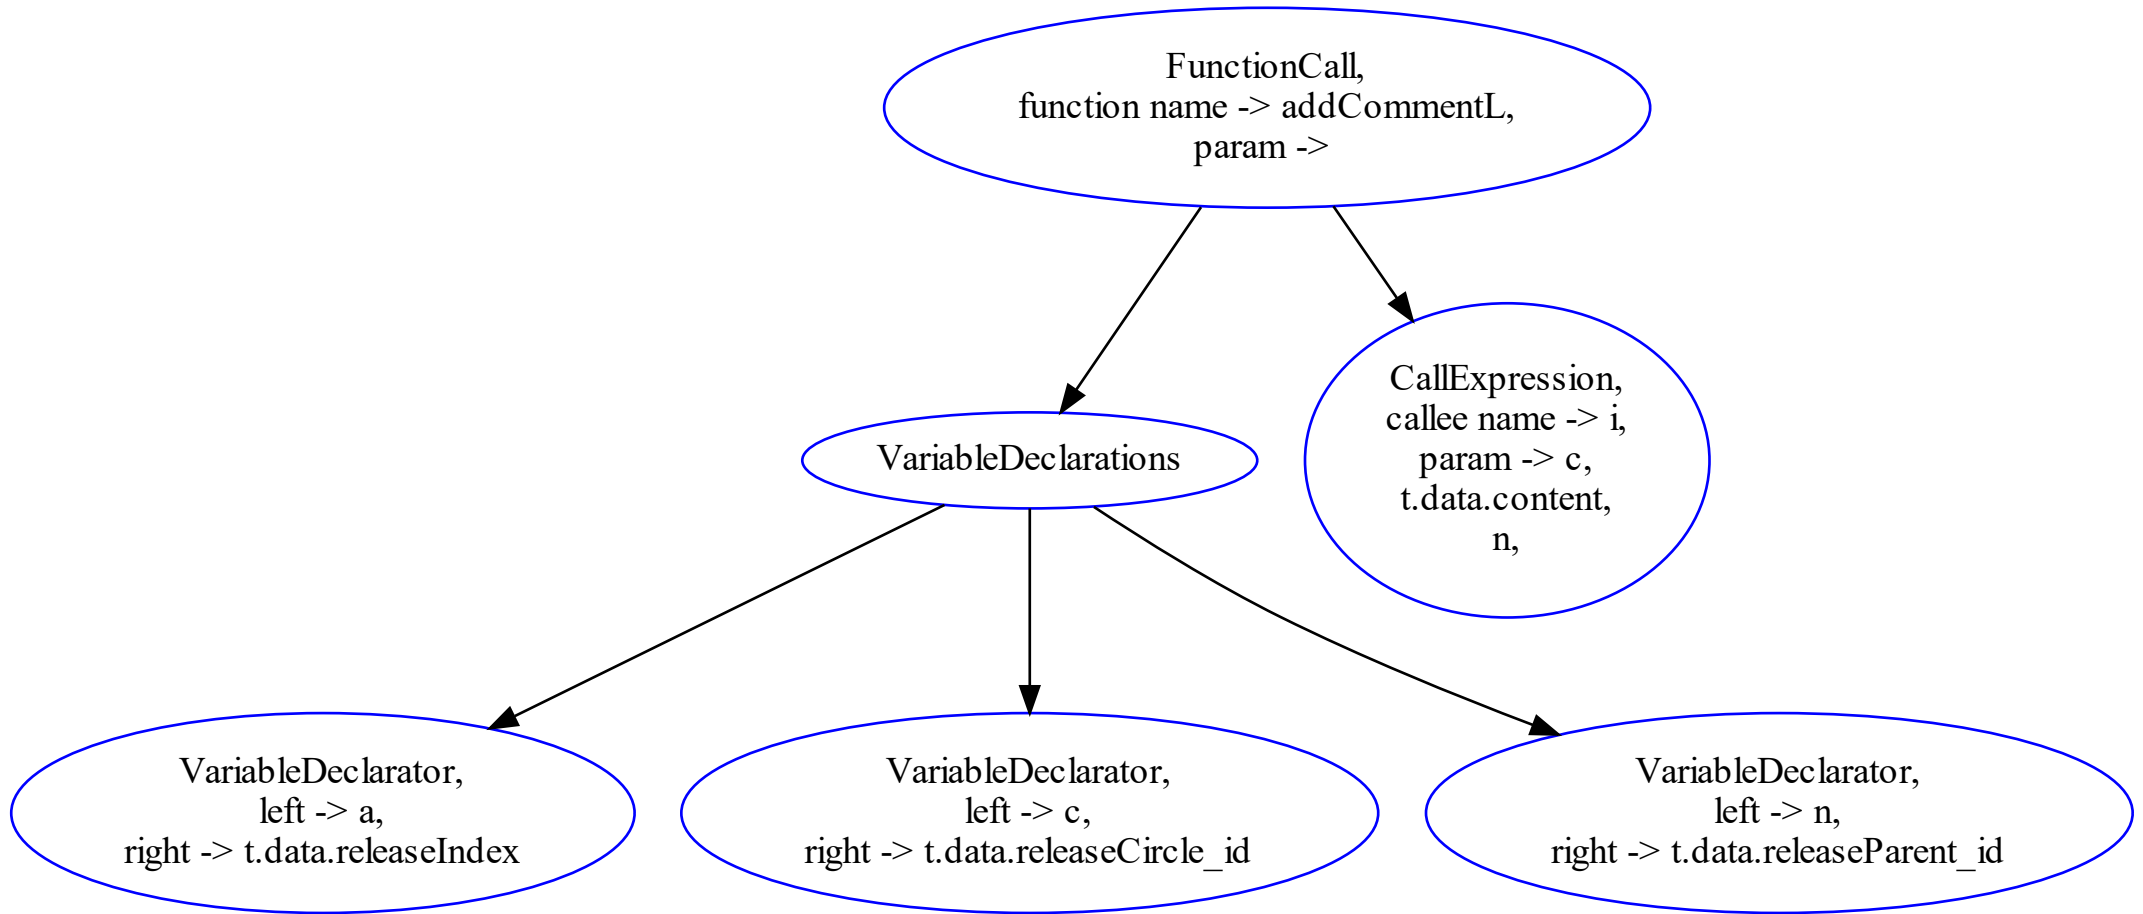 FunctionCall,
function name -> addCommentL,
param ->
VariableDeclarations
CallExpression,
callee name -> i,
param -> c,
t.data.content,
n,
VariableDeclarator,
left -> a,
right -> t.data.releaseIndex
VariableDeclarator,
left -> c,
right -> t.data.releaseCircle_id
VariableDeclarator,
left -> n,
right -> t.data.releaseParent_id